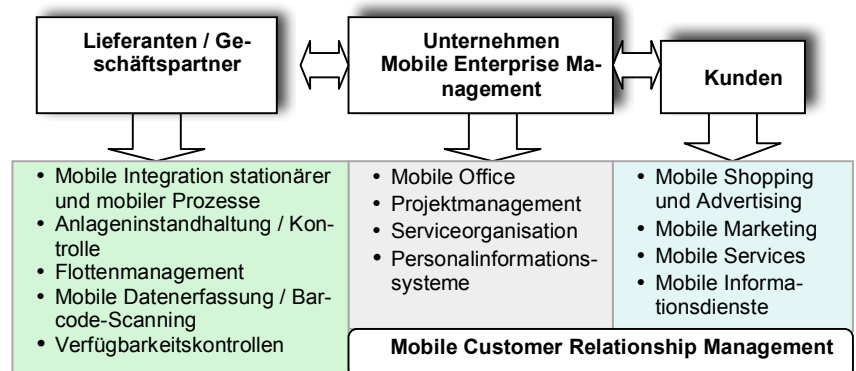 Lieferanten / Ge-
schäftspartner
Unternehmen
Mobile Enterprise Ma-
nagement
Kunden
• Mobile Integration stationärer
und mobiler Prozesse
• Anlageninstandhaltung / Kon-
trolle
• Flottenmanagement
• Mobile Datenerfassung / Bar-
code-Scanning
• Verfügbarkeitskontrollen
• Mobile Office
• Projektmanagement
• Serviceorganisation
• Personalinformations-
systeme
• Mobile Shopping
und Advertising
• Mobile Marketing
• Mobile Services
• Mobile Informa-
tionsdienste
Mobile Customer Relationship Management